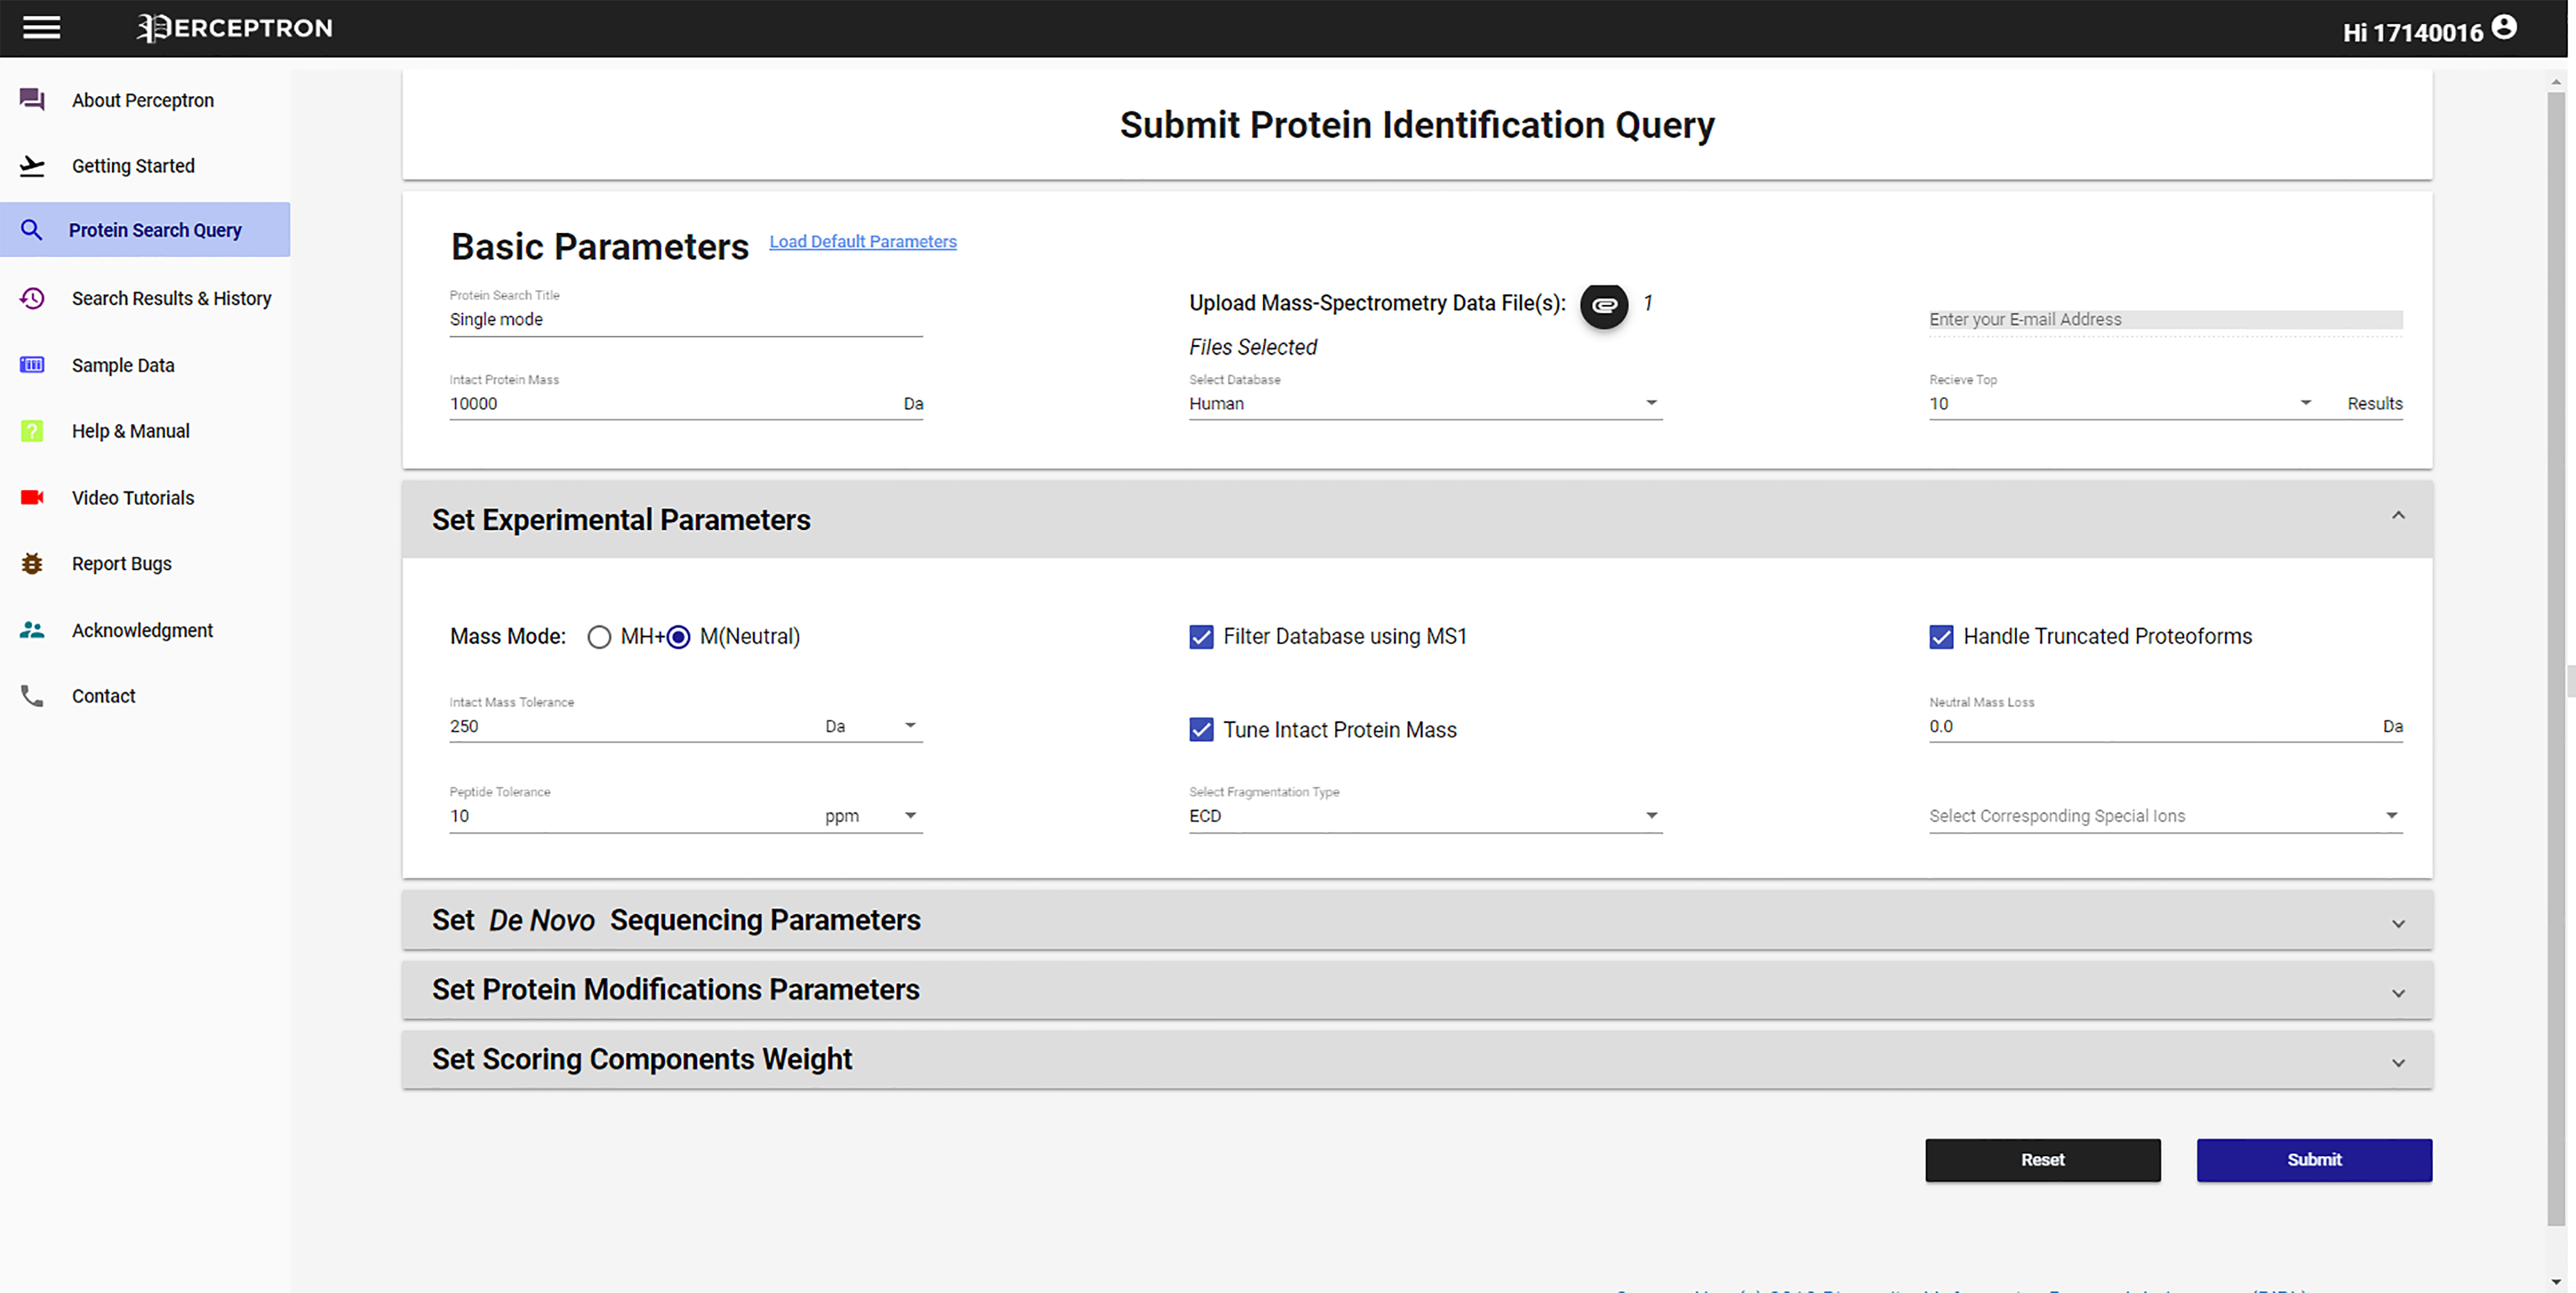 PERCEPTRON
Hi 17140016
About Perceptron
Getting Started
Protein Search Query
Search Results & History
Sample Data
Help & Manual
Video Tutorials
Report Bugs
Acknowledgment
Contact
Submit Protein Identification Query
Basic Parameters Load Default Parameters
Protein Search Title
Single mode
Upload Mass-Spectrometry Data File(s): 1
Files Selected
Enter your E-mail Address
Intact Protein Mass
10000 Da
Select Database
Human
Recieve Top
10 Results
Set Experimental Parameters
Mass Mode: MH+ M(Neutral)
Filter Database using MS1
Handle Truncated Proteoforms
Intact Mass Tolerance
250 Da
Tune Intact Protein Mass
Neutral Mass Loss
0.0 Da
Peptide Tolerance
10 ppm
Select Fragmentation Type
ECD
Select Corresponding Special Ions
Set De Novo Sequencing Parameters
Set Protein Modifications Parameters
Set Scoring Components Weight
Reset
Submit